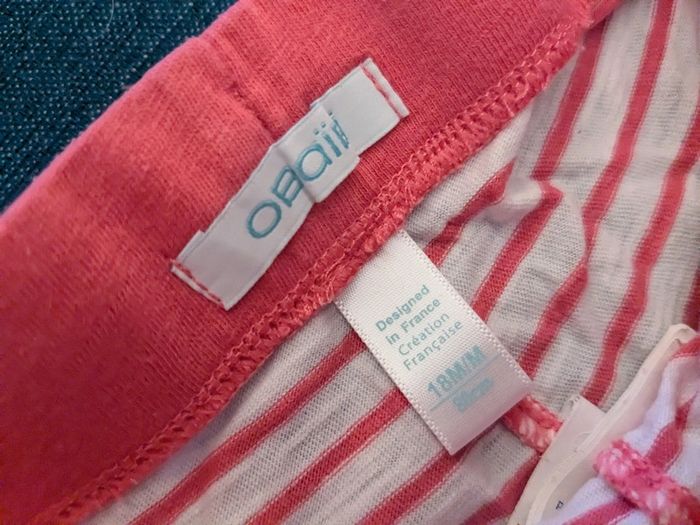 OBaïbi
Designed
in France
Création
Française
18M/M